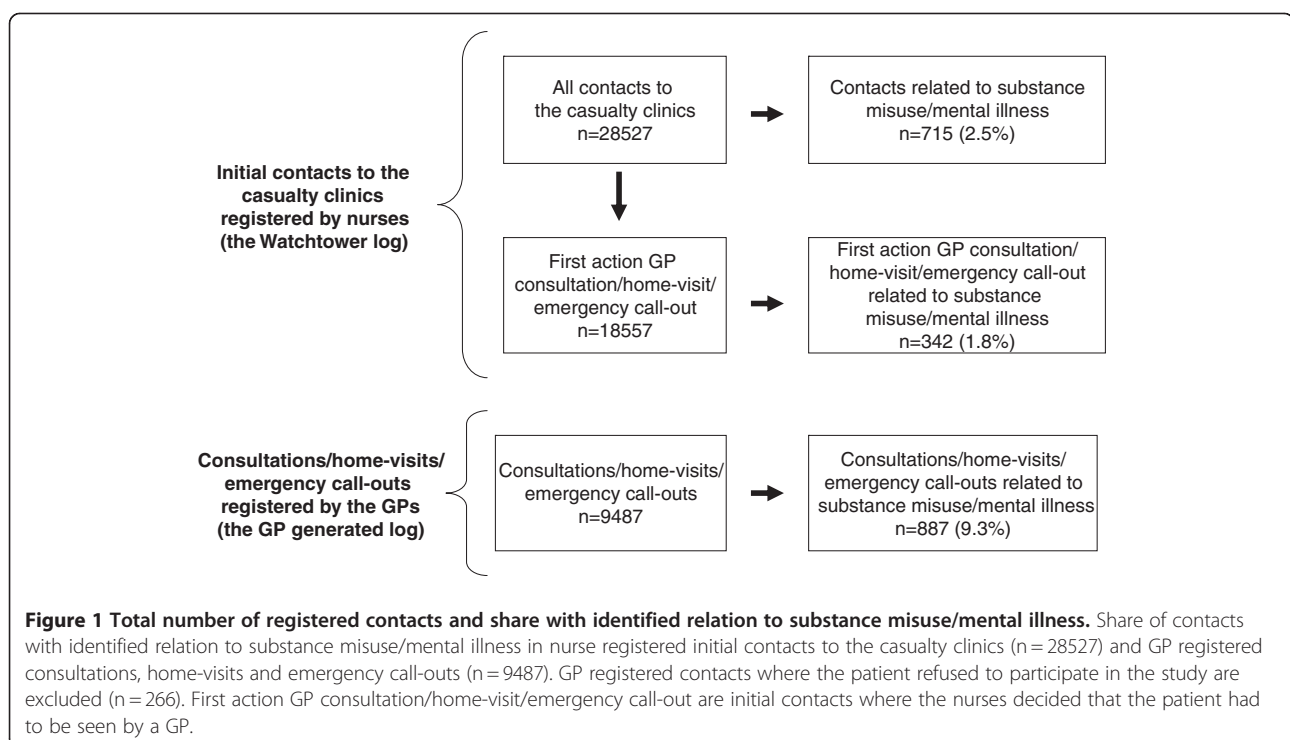 All contacts to
the casualty clinics
n=28527
Contacts related to substance
misuse/mental illness
n=715 (2.5%)
Initial contacts to the
casualty clinics
registered by nurses
(the Watchtower log)
First action GP
consultation/home-visit/
emergency call-out
n=18557
First action GP consultation/
home-visit/emergency call-out
related to substance
misuse/mental illness
n=342 (1.8%)
Consultations/home-visits/
emergency call-outs
registered by the GPs
(the GP generated log)
Consultations/home-visits/
emergency call-outs
n=9487
Consultations/home-visits/
emergency call-outs related to
substance misuse/mental illness
n=887 (9.3%)
Figure 1 Total number of registered contacts and share with identified relation to substance misuse/mental illness. Share of contacts
with identified relation to substance misuse/mental illness in nurse registered initial contacts to the casualty clinics (n = 28527) and GP registered
consultations, home-visits and emergency call-outs (n = 9487). GP registered contacts where the patient refused to participate in the study are
excluded (n = 266). First action GP consultation/home-visit/emergency call-out are initial contacts where the nurses decided that the patient had
to be seen by a GP.